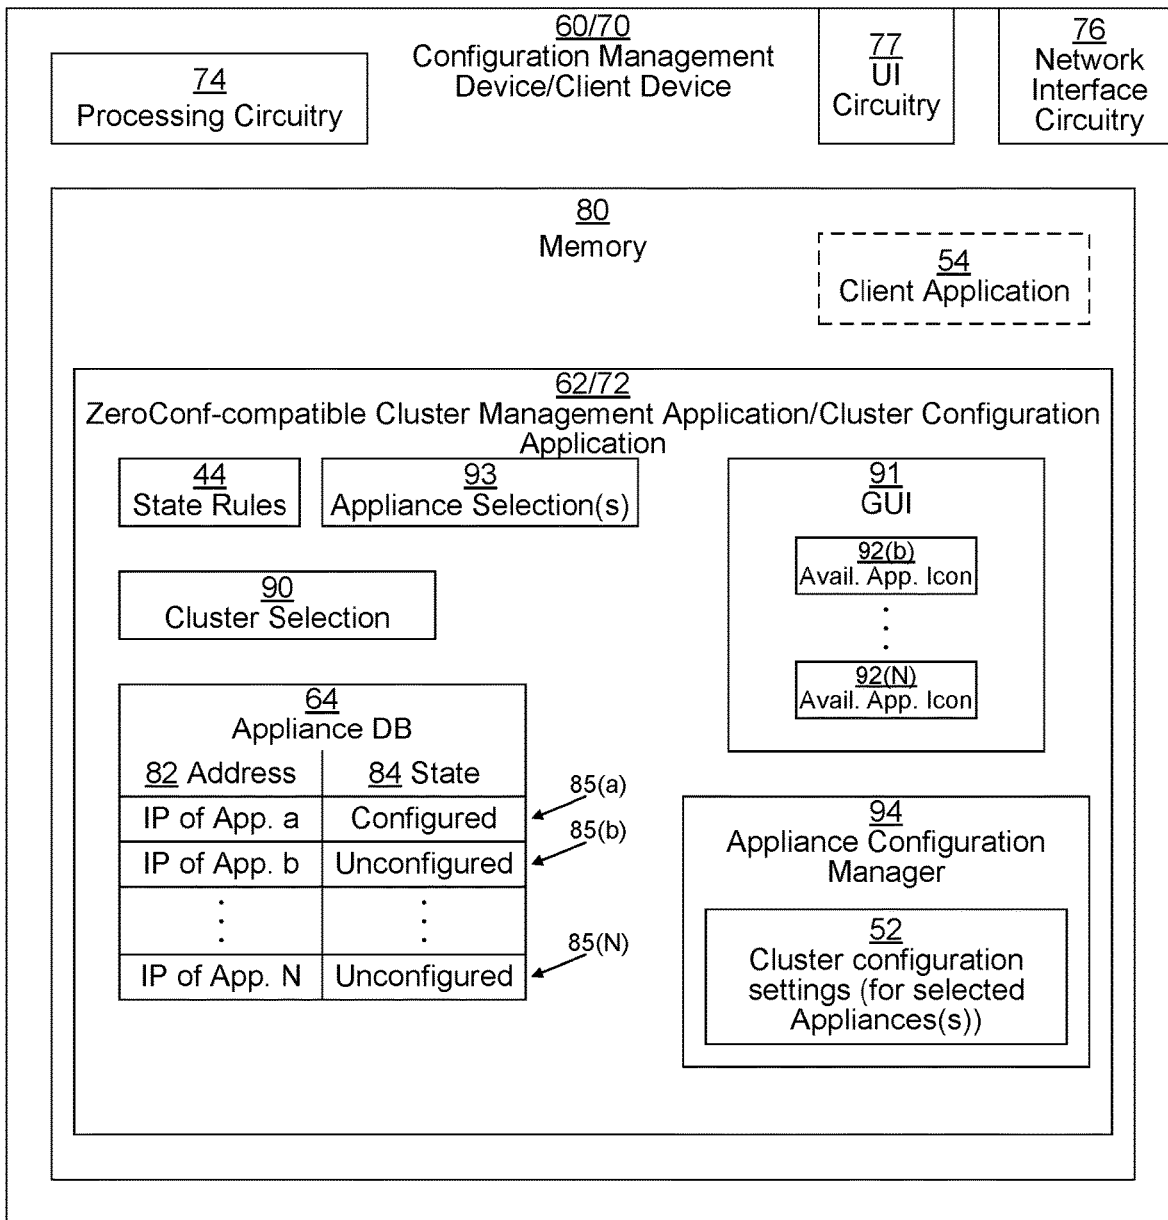 60/70
Configuration Management
Device/Client Device
74
Processing Circuitry
77
UI
Circuitry
76
Network
Interface
Circuitry
80
Memory
54
Client Application
62/72
ZeroConf-compatible Cluster Management Application/Cluster Configuration
Application
44
State Rules
93
Appliance Selection(s)
91
GUI
92(b)
Avail. App. Icon
92(N)
Avail. App. Icon
90
Cluster Selection
64
Appliance DB
82 Address 84 State
IP of App. a Configured
85(a)
IP of App. b Unconfigured
85(b)
IP of App. N Unconfigured
85(N)
94
Appliance Configuration
Manager
52
Cluster configuration
settings (for selected
Appliances(s))